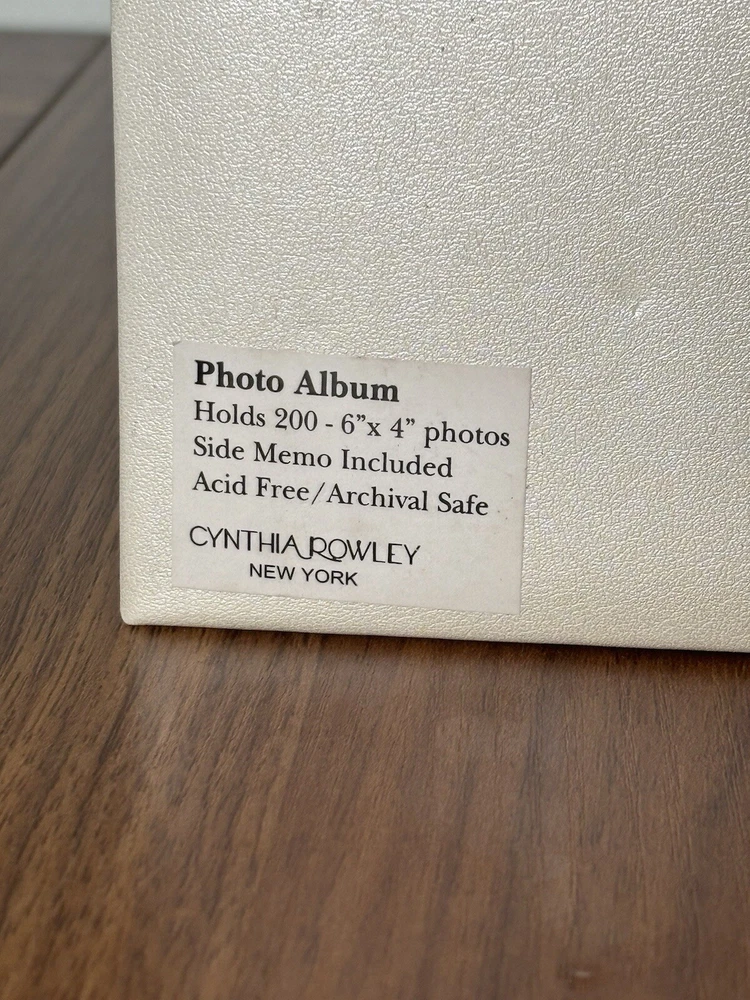 Photo Album
Holds 200 - 6”x 4” photos
Side Memo Included
Acid Free/Archival Safe
CYNTHIA ROWLEY
NEW YORK